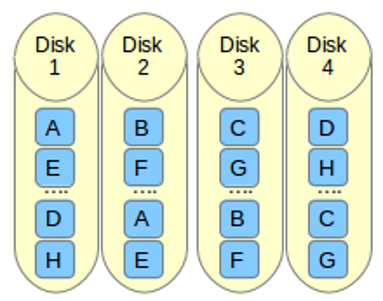 Disk 1 Disk 2 Disk 3 Disk 4
A B C D
E F G H
.... .... .... ....
D A B C
H E F G